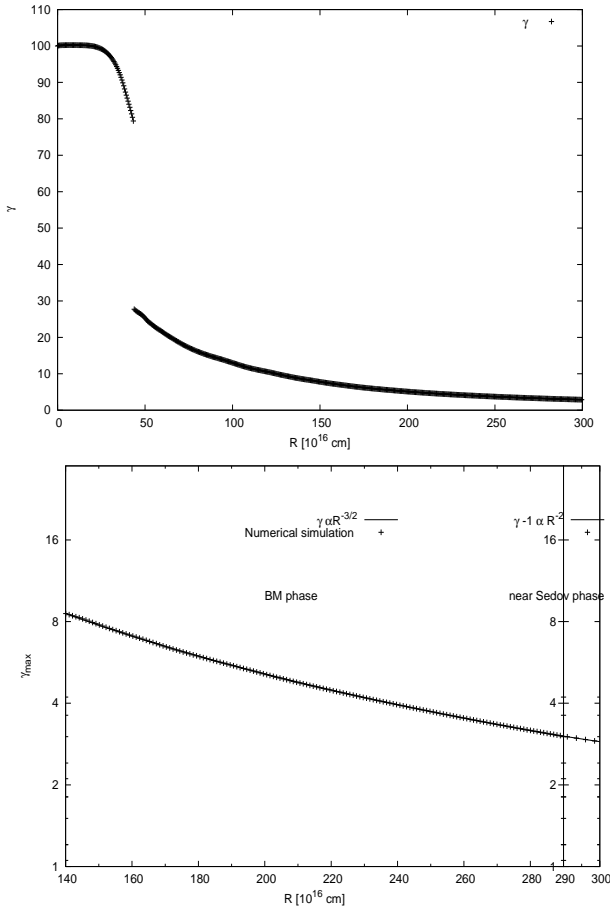 110
100
90
80
70
60
50
40
30
20
10
0
γ
γ
0 50 100 150 200 250 300
R [10^16 cm]
γ αR^-3/2
γ -1 α R^-2
Numerical simulation
16
16
BM phase
near Sedov phase
8
8
γmax
4
4
2
2
1
1
140 160 180 200 220 240 260 280 290 300
R [10^16 cm]